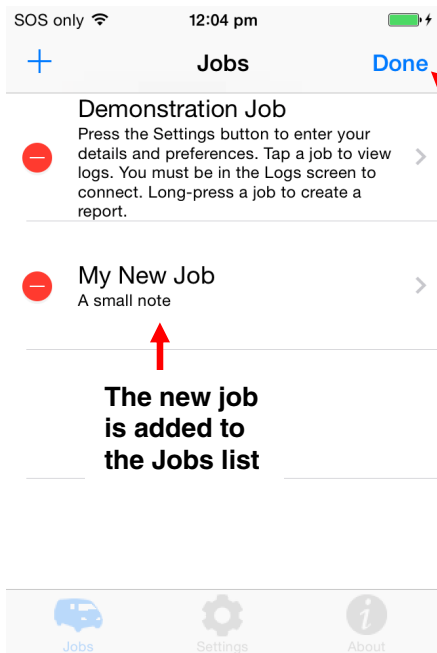 SOS only 12:04 pm
Jobs Done
Demonstration Job
Press the Settings button to enter your
details and preferences. Tap a job to view
logs. You must be in the Logs screen to
connect. Long-press a job to create a
report.
My New Job
A small note
The new job
is added to
the Jobs list
Jobs Settings About